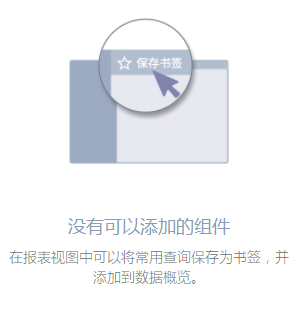 保存书签
没有可以添加的组件
在报表视图中可以将常用查询保存为书签，并
添加到数据概览。